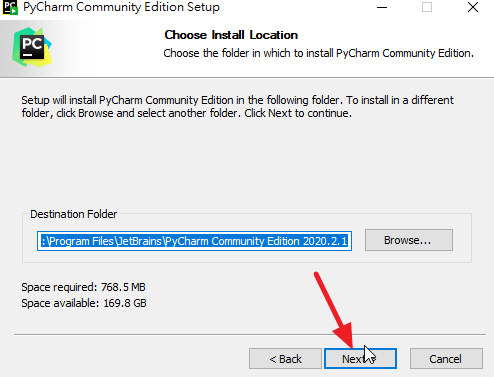 PyCharm Community Edition Setup
PC
Choose Install Location
Choose the folder in which to install PyCharm Community Edition.
Setup will install PyCharm Community Edition in the following folder. To install in a different
folder, click Browse and select another folder. Click Next to continue.
Destination Folder
:\Program Files\JetBrains\PyCharm Community Edition 2020.2.1
Browse...
Space required: 768.5 MB
Space available: 169.8 GB
< Back
Next >
Cancel